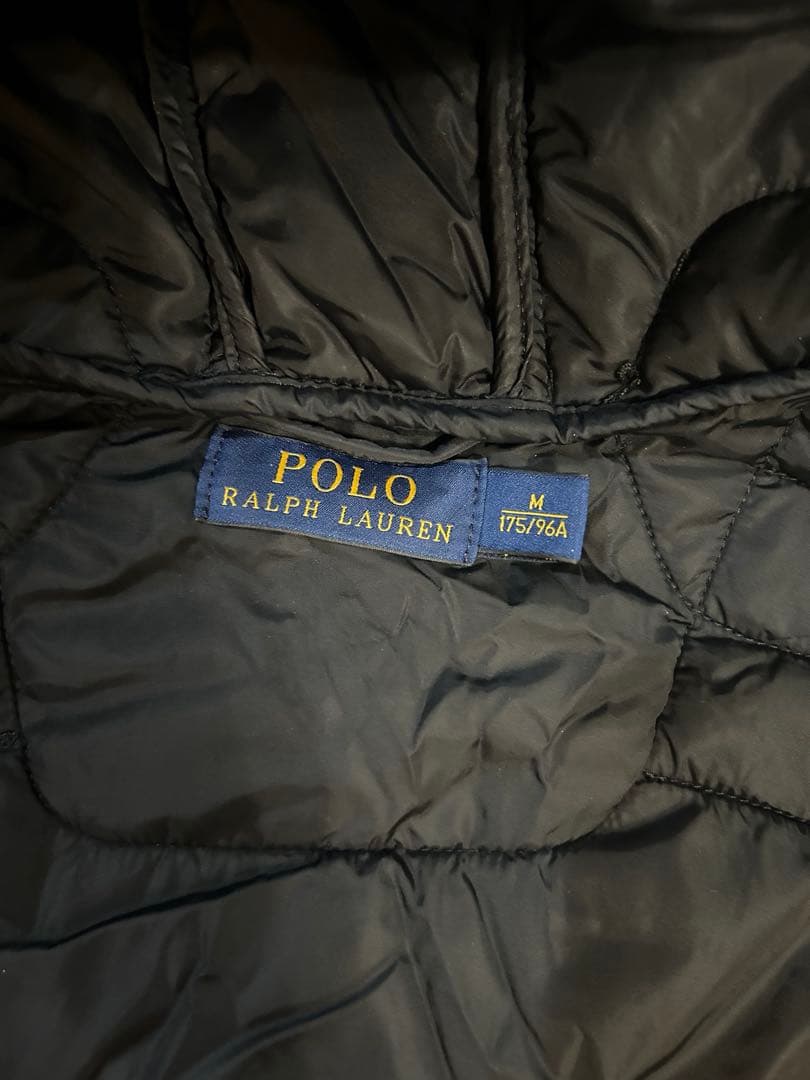 POLO
RALPH LAUREN
M
175/96A